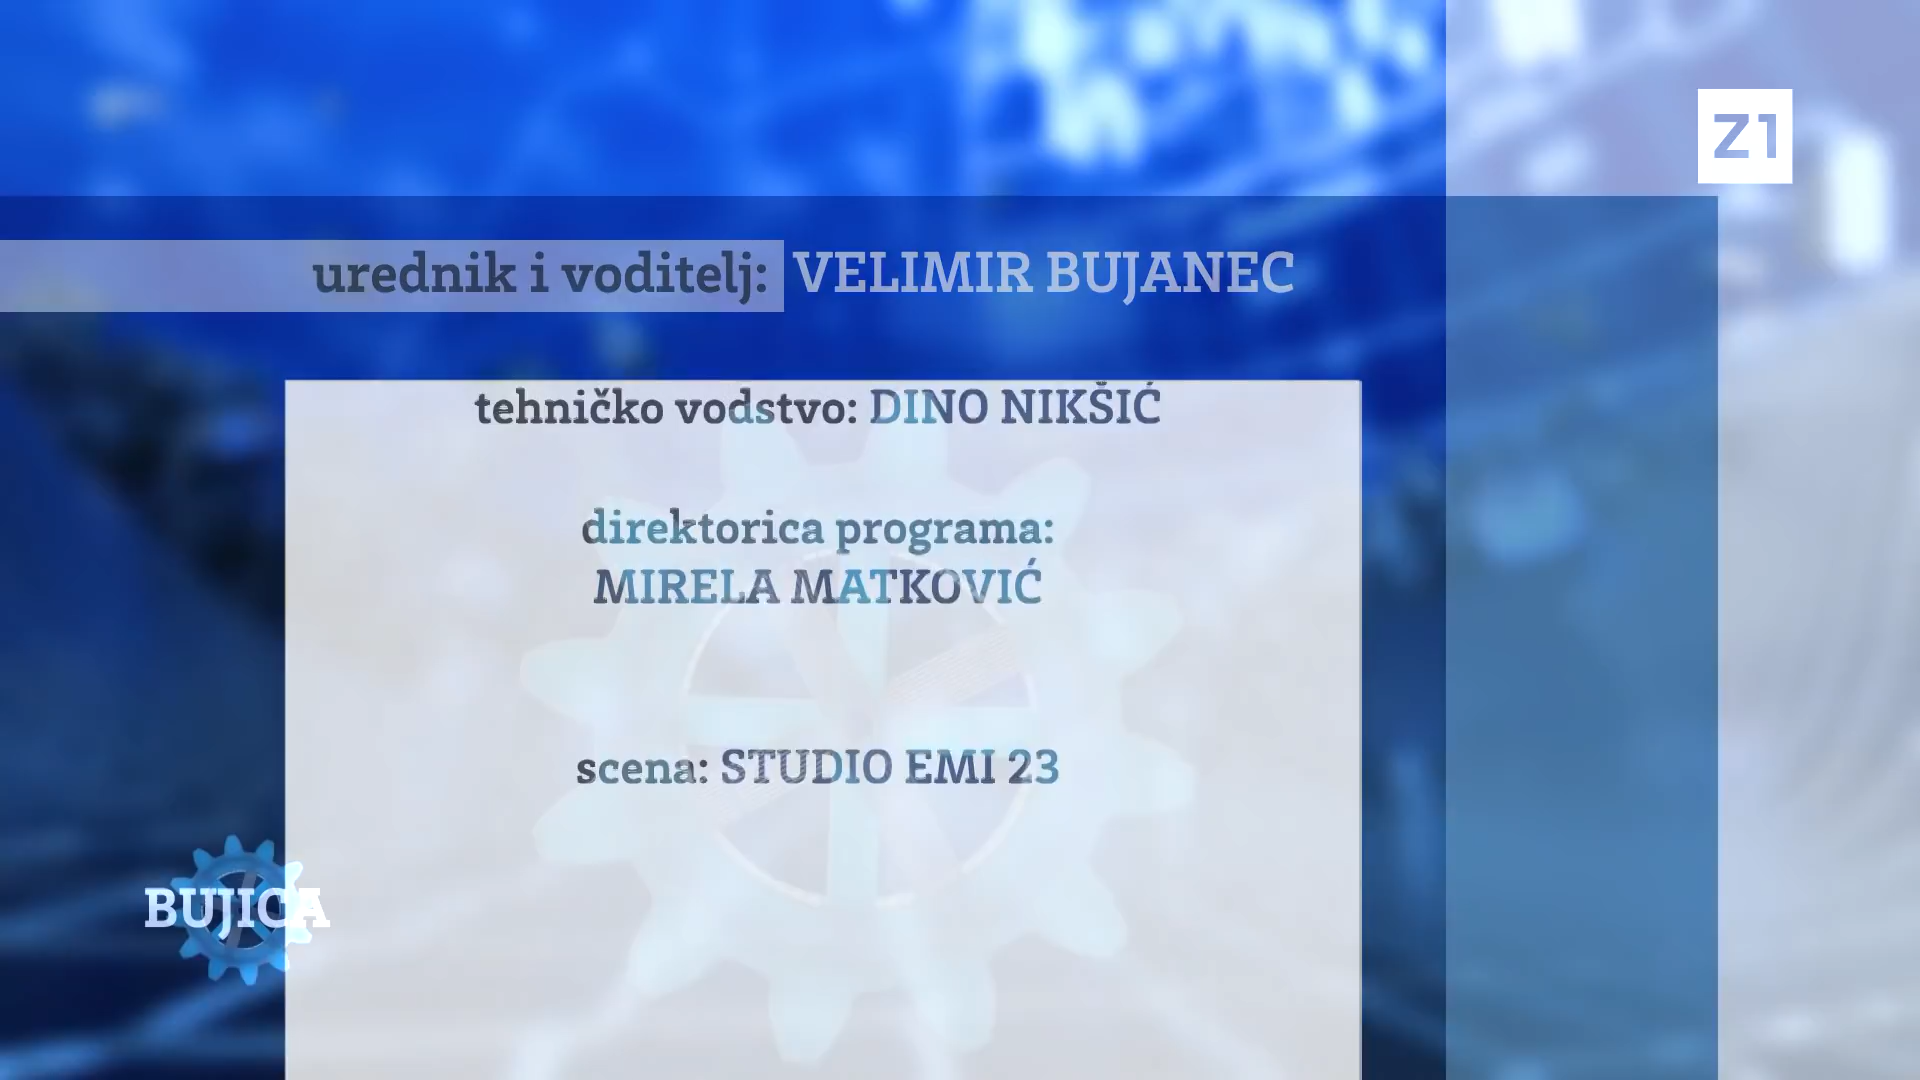 Z1
urednik i voditelj: VELIMIR BUJANEC
tehničko vodstvo: DINO NIKŠIĆ
direktorica programa:
MIRELA MATKOVIĆ
scena: STUDIO EMI 23
BUJICA